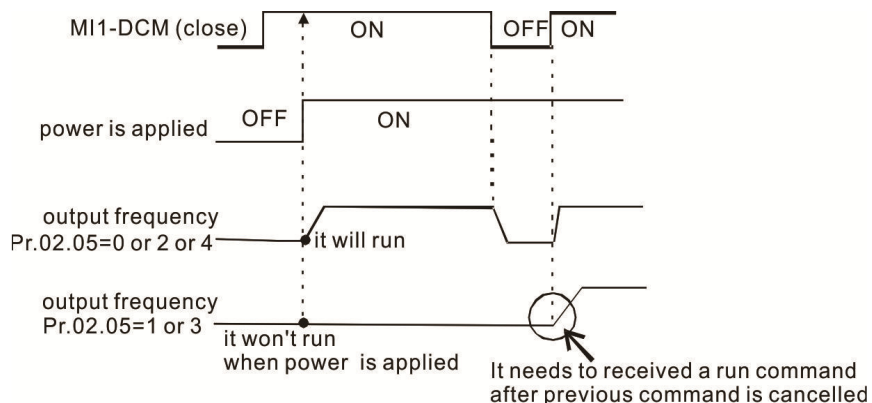 MI1-DCM (close)
ON
OFF
ON
power is applied
OFF
ON
output frequency
Pr.02.05=0 or 2 or 4
it will run
output frequency
Pr.02.05=1 or 3
it won't run
when power is applied
It needs to received a run command
after previous command is cancelled